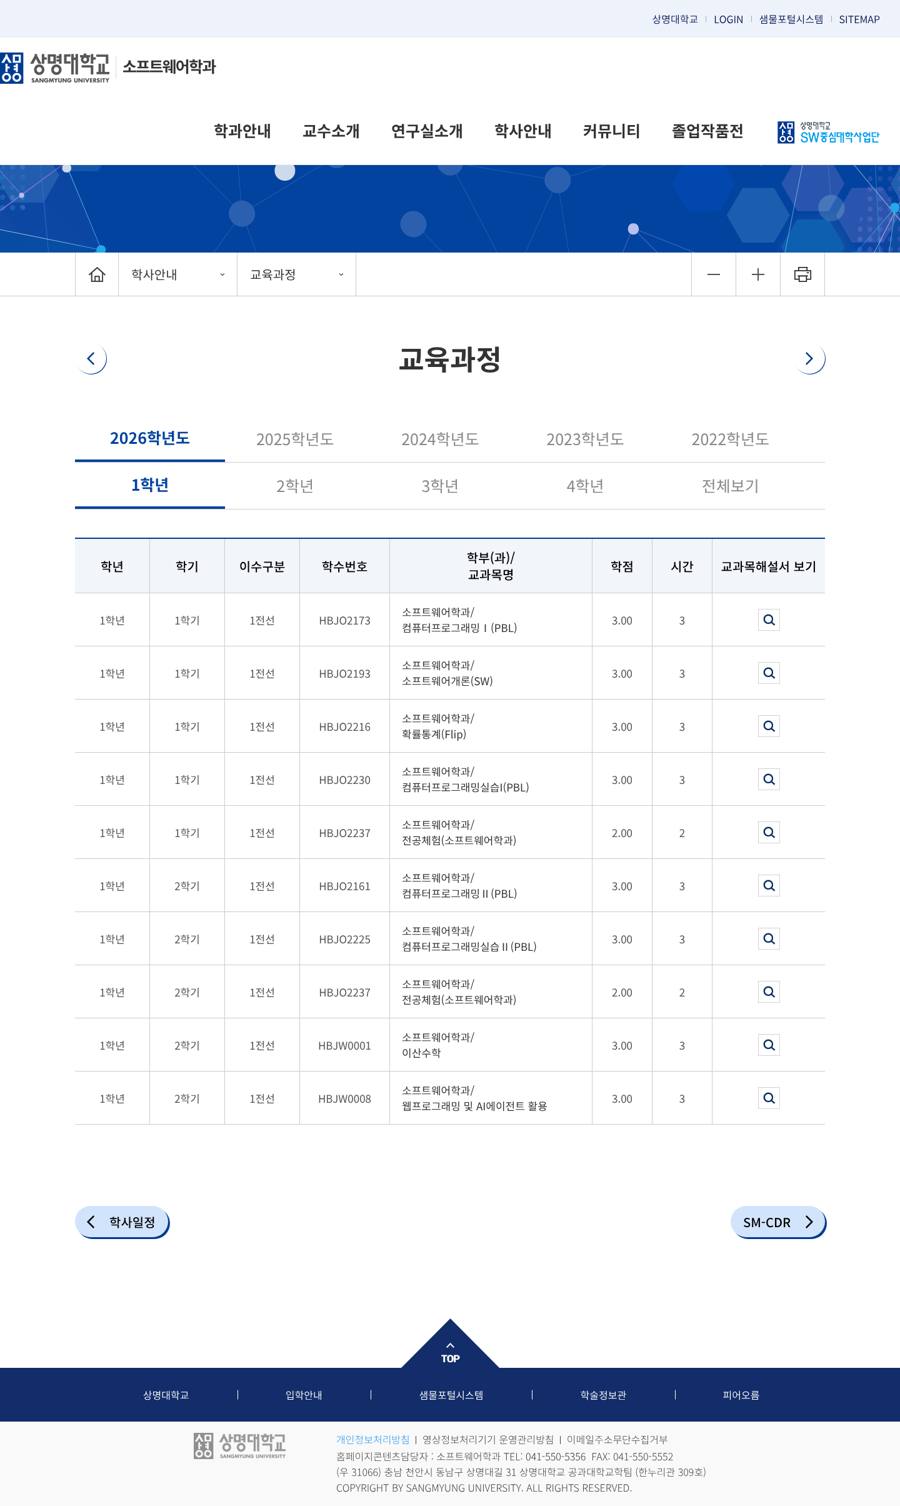 상명대학교
LOGIN
샘물포털시스템
SITEMAP
상명대학교
SANGMYUNG UNIVERSITY
소프트웨어학과
학과안내
교수소개
연구실소개
학사안내
커뮤니티
졸업작품전
상명대학교
SW중심대학사업단
학사안내
교육과정
교육과정
2026학년도
2025학년도
2024학년도
2023학년도
2022학년도
1학년
2학년
3학년
4학년
전체보기
학년 학기 이수구분 학수번호 학부(과)/ 학점 시간 교과목해설서 보기
교과목명
소프트웨어학과/
1학년 1학기 1전선 HBJO2173 컴퓨터프로그래밍Ⅰ(PBL) 3.00 3
소프트웨어학과/
1학년 1학기 1전선 HBJO2193 소프트웨어개론(SW) 3.00 3
소프트웨어학과/
1학년 1학기 1전선 HBJO2216 확률통계(Flip) 3.00 3
소프트웨어학과/
1학년 1학기 1전선 HBJO2230 컴퓨터프로그래밍실습I(PBL) 3.00 3
소프트웨어학과/
1학년 1학기 1전선 HBJO2237 전공체험(소프트웨어학과) 2.00 2
소프트웨어학과/
1학년 2학기 1전선 HBJO2161 컴퓨터프로그래밍Ⅱ(PBL) 3.00 3
소프트웨어학과/
1학년 2학기 1전선 HBJO2225 컴퓨터프로그래밍실습Ⅱ(PBL) 3.00 3
소프트웨어학과/
1학년 2학기 1전선 HBJO2237 전공체험(소프트웨어학과) 2.00 2
소프트웨어학과/
1학년 2학기 1전선 HBJW0001 이산수학 3.00 3
소프트웨어학과/
1학년 2학기 1전선 HBJW0008 웹프로그래밍 및 AI에이전트 활용 3.00 3
학사일정
SM-CDR
TOP
상명대학교
입학안내
샘물포털시스템
학술정보관
피어오름
상명대학교
SANGMYUNG UNIVERSITY
개인정보처리방침 | 영상정보처리기기 운영관리방침 | 이메일주소무단수집거부
홈페이지콘텐츠담당자 : 소프트웨어학과 TEL: 041-550-5356 FAX: 041-550-5552
(우 31066) 충남 천안시 동남구 상명대길 31 상명대학교 공과대학교학팀 (한누리관 309호)
COPYRIGHT BY SANGMYUNG UNIVERSITY. ALL RIGHTS RESERVED.